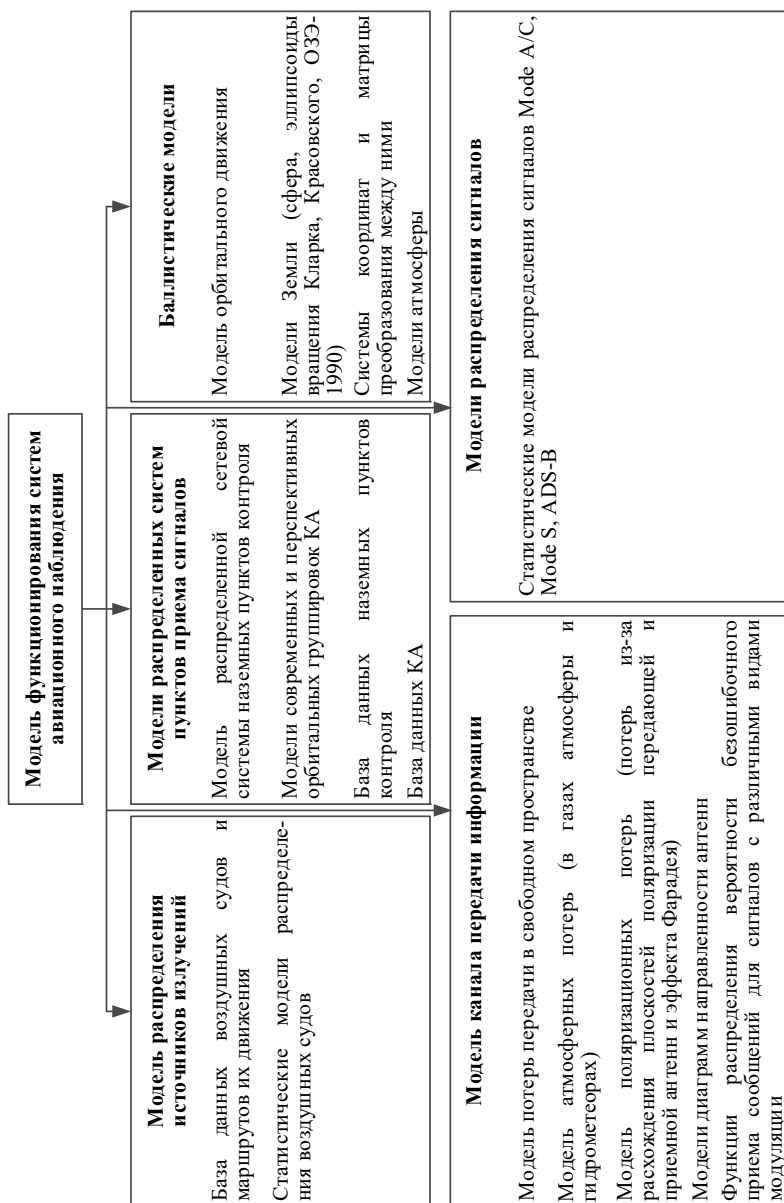 Модель функционирования систем
авиационного наблюдения
Модель распределения
источников излучений
База данных воздушных судов и
маршрутов их движения
Статистические модели распределе-
ния воздушных судов
Модели распределенных систем
пунктов приема сигналов
Модель распределенной сетевой
системы наземных пунктов контроля
Модели современных и перспективных
орбитальных группировок КА
База данных наземных пунктов
контроля
База данных КА
Баллистические модели
Модель орбитального движения
Модели Земли (сфера, эллипсоиды
вращения Кларка, Красовского, ОЗЭ-
1990)
Системы координат и матрицы
преобразования между ними
Модели атмосферы
Модель канала передачи информации
Модель потерь передачи в свободном пространстве
Модель атмосферных потерь (в газах атмосферы и
гидрометеорах)
Модель поляризационных потерь (потерь из-за
расхождения плоскостей поляризации передающей и
приемной антенн и эффекта Фарадея)
Модели диаграмм направленности антенн
Функции распределения вероятности безошибочного
приема сообщений для сигналов с различными видами
модуляции
Модели распределения сигналов
Статистические модели распределения сигналов Mode A/C,
Mode S, ADS-B